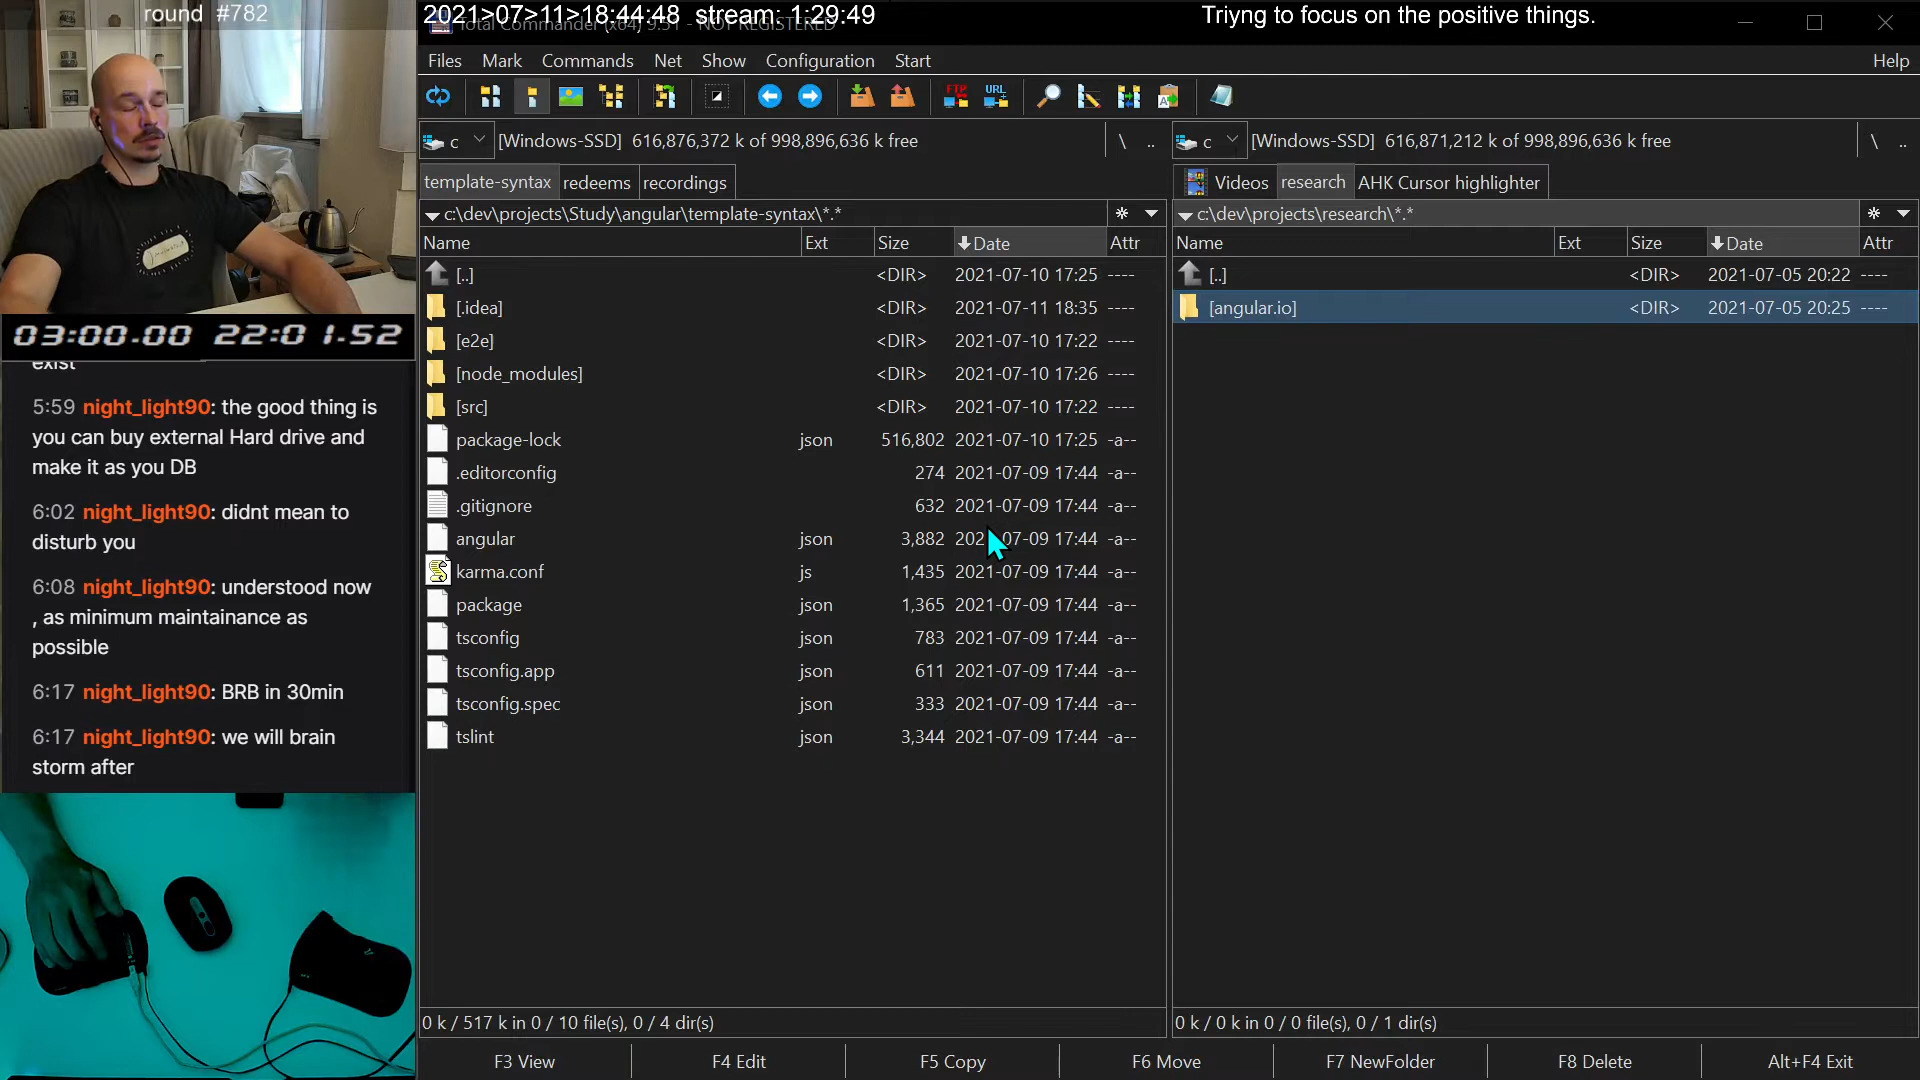 round #782
2021>07>11>18:44:48 stream: 1:29:49
Triyng to focus on the positive things.
Total Commander (x64) 9.51 - NOT REGISTERED
Files Mark Commands Net Show Configuration Start Help
FTP URL
c [Windows-SSD] 616,876,372 k of 998,896,636 k free \ ..
c [Windows-SSD] 616,871,212 k of 998,896,636 k free \ ..
template-syntax redeems recordings
Videos research AHK Cursor highlighter
c:\dev\projects\Study\angular\template-syntax\*.* *
c:\dev\projects\research\*.* *
Name Ext Size Date Attr
[..] <DIR> 2021-07-10 17:25 ----
[.idea] <DIR> 2021-07-11 18:35 ----
[e2e] <DIR> 2021-07-10 17:22 ----
[node_modules] <DIR> 2021-07-10 17:26 ----
[src] <DIR> 2021-07-10 17:22 ----
package-lock json 516,802 2021-07-10 17:25 -a--
.editorconfig 274 2021-07-09 17:44 -a--
.gitignore 632 2021-07-09 17:44 -a--
angular json 3,882 2021-07-09 17:44 -a--
karma.conf js 1,435 2021-07-09 17:44 -a--
package json 1,365 2021-07-09 17:44 -a--
tsconfig json 783 2021-07-09 17:44 -a--
tsconfig.app json 611 2021-07-09 17:44 -a--
tsconfig.spec json 333 2021-07-09 17:44 -a--
tslint json 3,344 2021-07-09 17:44 -a--
Name Ext Size Date Attr
[..] <DIR> 2021-07-05 20:22 ----
[angular.io] <DIR> 2021-07-05 20:25 ----
03:00.00 22:01.52
exist
5:59 night_light90: the good thing is
you can buy external Hard drive and
make it as you DB
6:02 night_light90: didnt mean to
disturb you
6:08 night_light90: understood now
, as minimum maintainance as
possible
6:17 night_light90: BRB in 30min
6:17 night_light90: we will brain
storm after
0 k / 517 k in 0 / 10 file(s), 0 / 4 dir(s)
0 k / 0 k in 0 / 0 file(s), 0 / 1 dir(s)
F3 View F4 Edit F5 Copy F6 Move F7 NewFolder F8 Delete Alt+F4 Exit